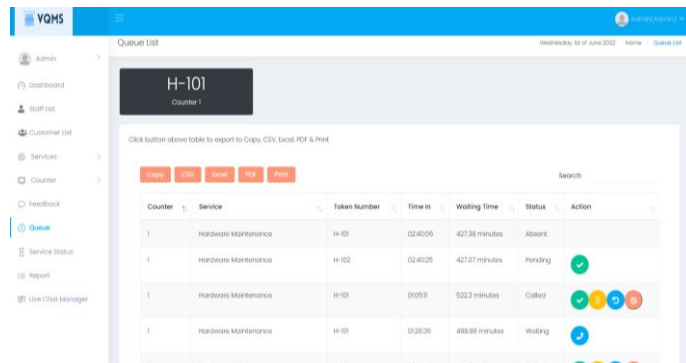 VQMS
Admin(Admin)
Queue List
Wednesday, 1st of June 2022 Home Queue List
Admin
Dashboard
Staff List
Customer List
Services
Counter
Feedback
Queue
Service Status
Report
Live Chat Manager
H-101
Counter 1
Click button above table to export to Copy, CSV, Excel, PDF & Print
Copy CSV Excel PDF Print
Search:
Counter Service Token Number Time In Waiting Time Status Action
1 Hardware Maintenance H-101 02:40:06 427.38 minutes Absent
1 Hardware Maintenance H-102 02:40:25 427.07 minutes Pending
1 Hardware Maintenance H-101 01:05:11 522.3 minutes Called
1 Hardware Maintenance H-101 01:28:36 498.88 minutes Waiting